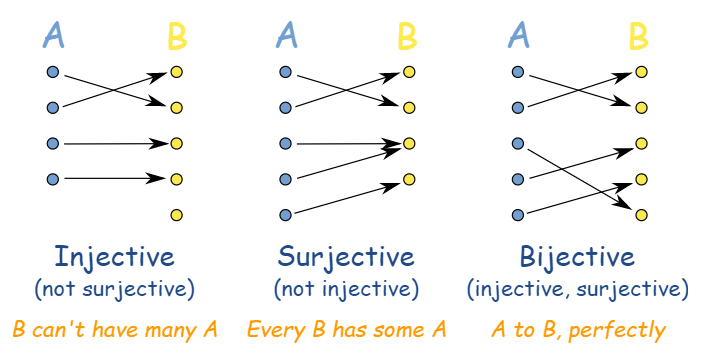 A B
A B
A B
Injective
(not surjective)
B can't have many A
Surjective
(not injective)
Every B has some A
Bijective
(injective, surjective)
A to B, perfectly